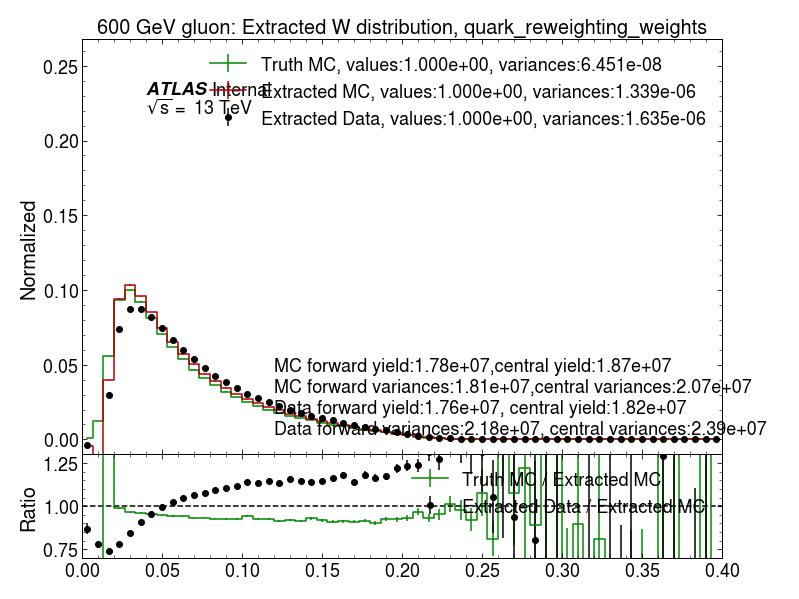 600 GeV gluon: Extracted W distribution, quark_reweighting_weights
Truth MC, values:1.000e+00, variances:6.451e-08
ATLAS Internal
Extracted MC, values:1.000e+00, variances:1.339e-06
√s = 13 TeV
Extracted Data, values:1.000e+00, variances:1.635e-06
Normalized
0.25
0.20
0.15
0.10
0.05
0.00
MC forward yield:1.78e+07,central yield:1.87e+07
MC forward variances:1.81e+07,central variances:2.07e+07
Data forward yield:1.76e+07, central yield:1.82e+07
Data forward variances:2.18e+07, central variances:2.39e+07
Ratio
1.25
1.00
0.75
Truth MC / Extracted MC
Extracted Data / Extracted MC
0.00 0.05 0.10 0.15 0.20 0.25 0.30 0.35 0.40